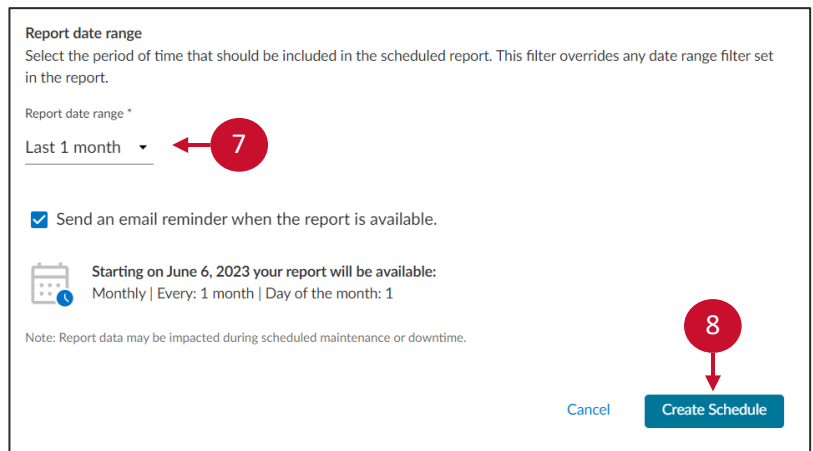 Report date range
Select the period of time that should be included in the scheduled report. This filter overrides any date range filter set
in the report.
Report date range *
Last 1 month
7
Send an email reminder when the report is available.
Starting on June 6, 2023 your report will be available:
Monthly | Every: 1 month | Day of the month: 1
Note: Report data may be impacted during scheduled maintenance or downtime.
8
Cancel
Create Schedule